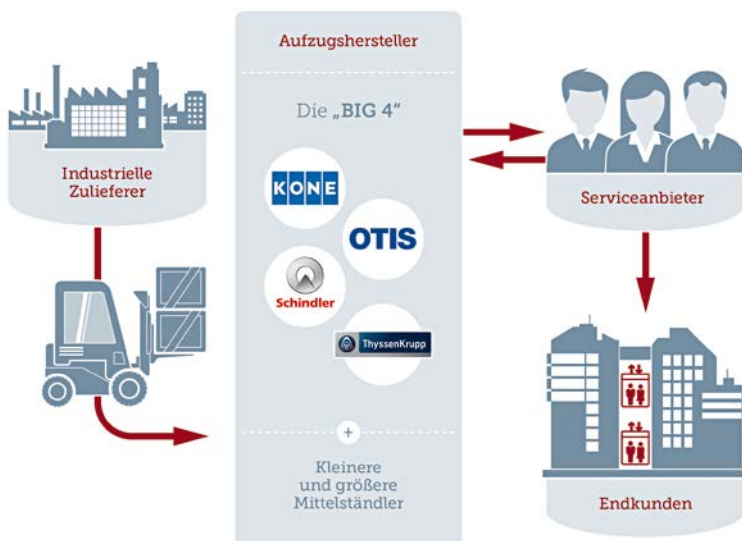 Industrielle
Zulieferer
Aufzugshersteller
Die „BIG 4“
KONE
OTIS
Schindler
ThyssenKrupp
+
Kleinere
und größere
Mittelständler
Serviceanbieter
Endkunden